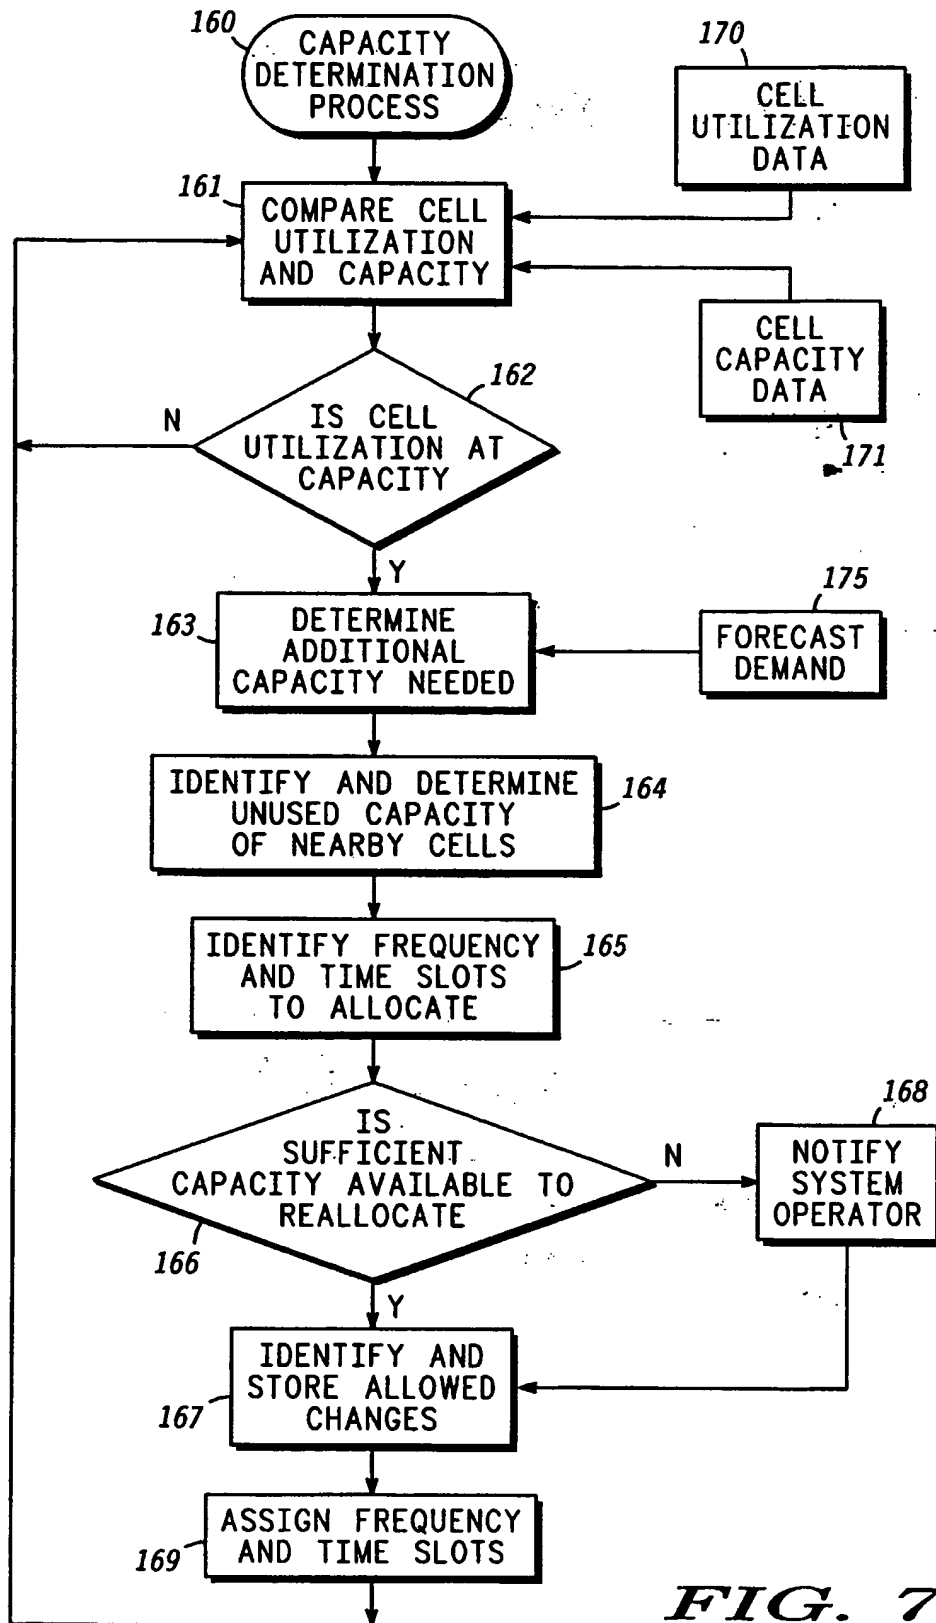 160
CAPACITY
DETERMINATION
PROCESS
170
CELL
UTILIZATION
DATA
161
COMPARE CELL
UTILIZATION
AND CAPACITY
CELL
CAPACITY
DATA
171
162
IS CELL
UTILIZATION AT
CAPACITY
N
Y
163
DETERMINE
ADDITIONAL
CAPACITY NEEDED
175
FORECAST
DEMAND
IDENTIFY AND DETERMINE
UNUSED CAPACITY
OF NEARBY CELLS
164
IDENTIFY FREQUENCY
AND TIME SLOTS
TO ALLOCATE
165
IS
SUFFICIENT
CAPACITY AVAILABLE TO
REALLOCATE
166
N
Y
168
NOTIFY
SYSTEM
OPERATOR
IDENTIFY AND
STORE ALLOWED
CHANGES
167
ASSIGN FREQUENCY
AND TIME SLOTS
169
FIG. 7